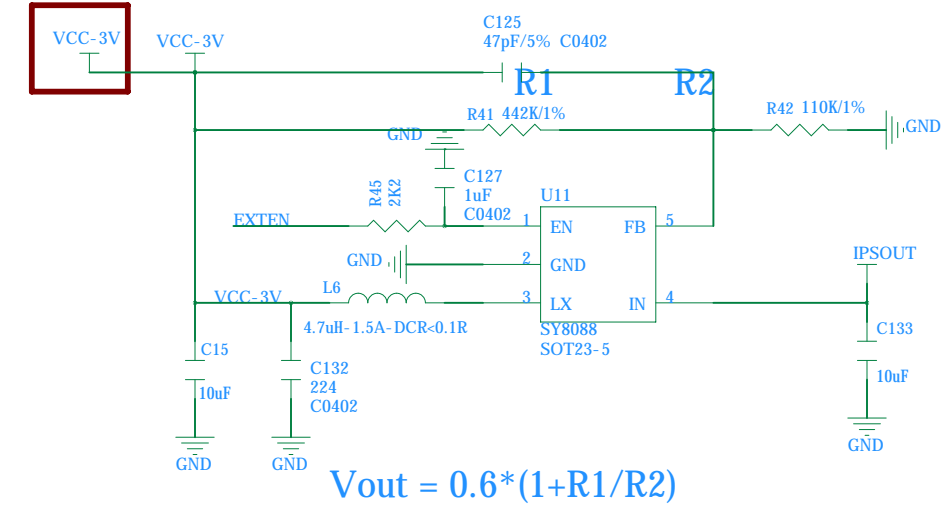 VCC-3V
VCC-3V
C125
47pF/5% C0402
R1
R2
R41 442K/1%
R42 110K/1%
GND
GND
C127
1uF
C0402
R45
2K2
U11
EXTEN
1
EN
FB
5
GND
2
GND
IPSOUT
VCC-3V
L6
3
LX
IN
4
4.7uH-1.5A-DCR<0.1R
SY8088
SOT23-5
C133
10uF
C15
10uF
C132
224
C0402
GND
GND
GND
Vout = 0.6*(1+R1/R2)